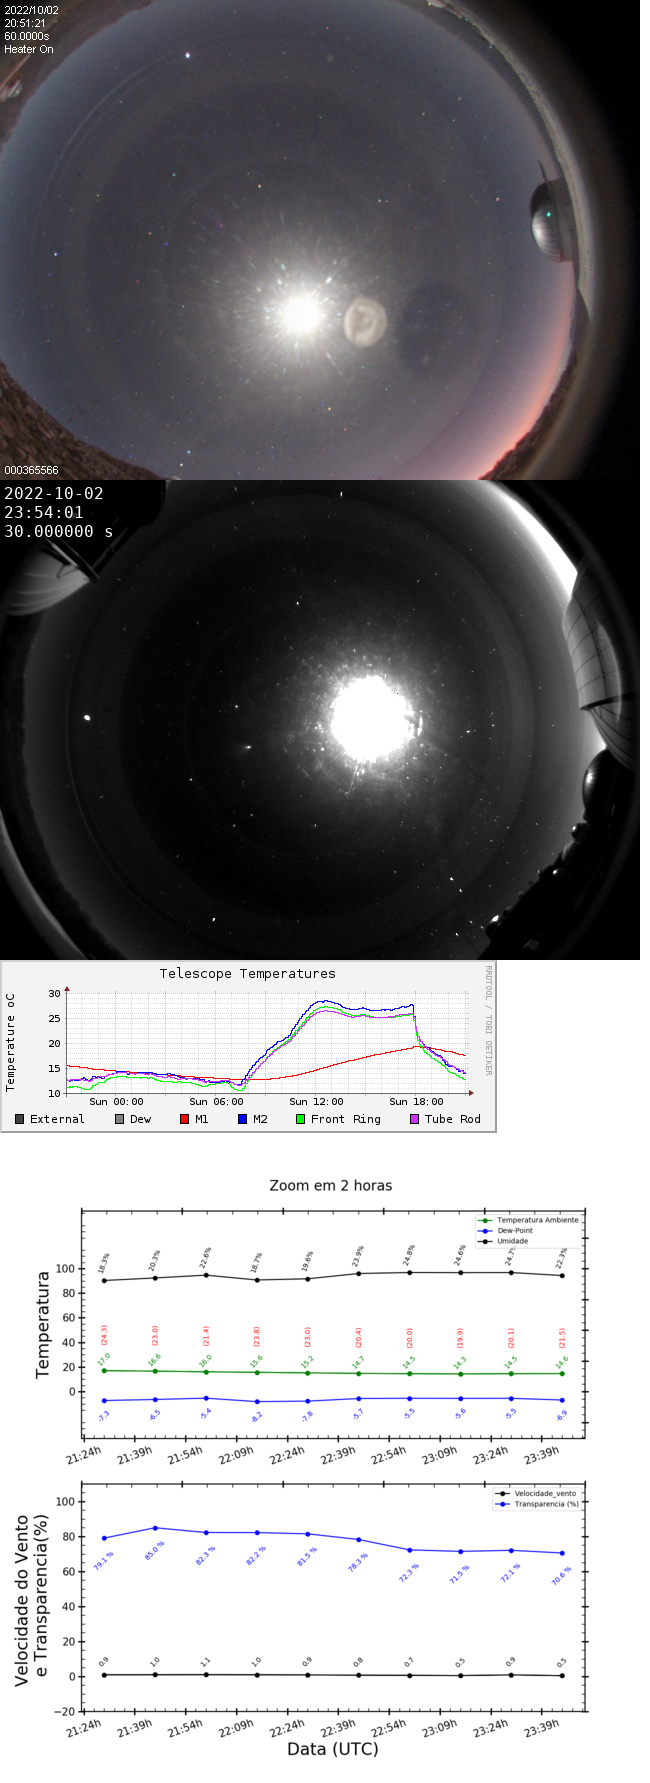 2022/10/02
20:51:21
60.0000s
Heater On
000365566
2022-10-02
23:54:01
30.000000 s
Telescope Temperatures
RRDTOOL / TOBI OETIKER
Temperature oC
30
25
20
15
10
Sun 00:00 Sun 06:00 Sun 12:00 Sun 18:00
External Dew M1 M2 Front Ring Tube Rod
Zoom em 2 horas
Temperatura Ambiente
Dew-Point
Umidade
Temperatura
100
80
60
40
20
0
18.3% 20.3% 22.6% 18.7% 19.6% 23.9% 24.8% 24.6% 24.7% 22.3%
(24.3) (23.0) (21.4) (23.8) (23.0) (20.4) (20.0) (19.9) (20.1) (21.5)
17.0 16.6 16.0 15.6 15.2 14.7 14.5 14.3 14.5 14.6
-7.3 -6.5 -5.4 -8.2 -7.8 -5.7 -5.5 -5.6 -5.5 -6.9
21:24h 21:39h 21:54h 22:09h 22:24h 22:39h 22:54h 23:09h 23:24h 23:39h
Velocidade_vento
Transparencia (%)
Velocidade do Vento
e Transparencia(%)
100
80
60
40
20
0
−20
79.1 % 85.0 % 82.3 % 82.2 % 81.5 % 78.3 % 72.3 % 71.5 % 72.1 % 70.6 %
0.9 1.0 1.1 1.0 0.9 0.8 0.7 0.5 0.9 0.5
21:24h 21:39h 21:54h 22:09h 22:24h 22:39h 22:54h 23:09h 23:24h 23:39h
Data (UTC)